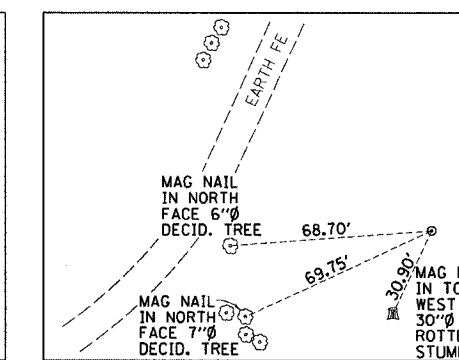 EARTH FE
MAG NAIL
IN NORTH
FACE 6"Ø
DECID. TREE
68.70'
69.75'
30.90'
MAG NAIL
IN NORTH
FACE 7"Ø
DECID. TREE
MAG
IN TO
WEST
30"Ø
ROTTE
STUM